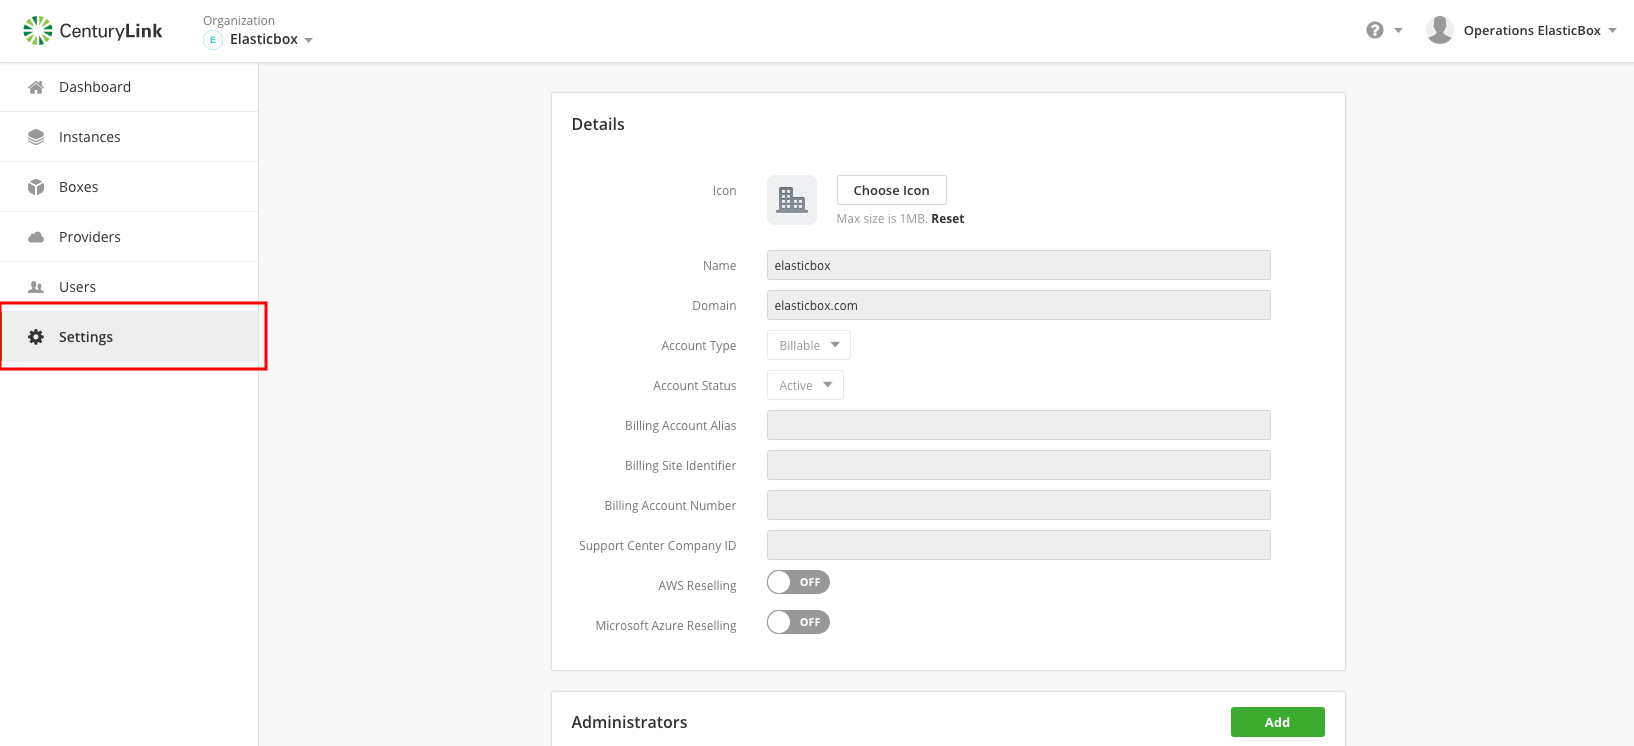 CenturyLink
Organization
E Elasticbox
? Operations ElasticBox
Dashboard
Instances
Boxes
Providers
Users
Settings
Details
Icon
Choose Icon
Max size is 1MB. Reset
Name elasticbox
Domain elasticbox.com
Account Type Billable
Account Status Active
Billing Account Alias
Billing Site Identifier
Billing Account Number
Support Center Company ID
AWS Reselling OFF
Microsoft Azure Reselling OFF
Administrators Add